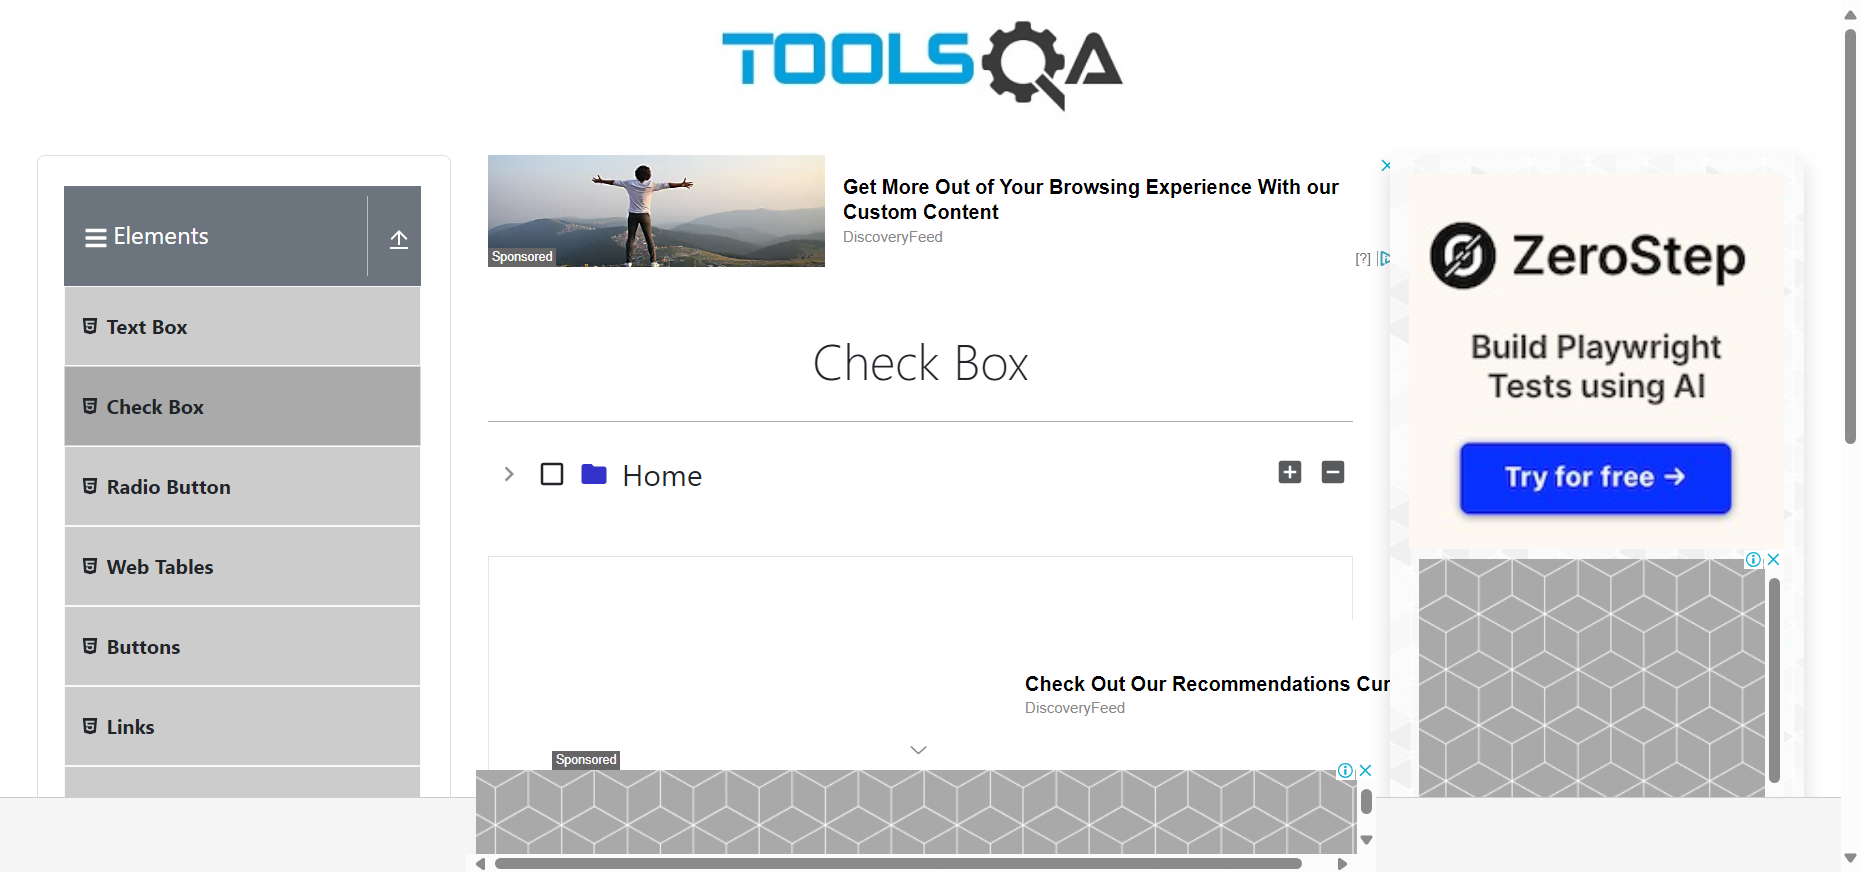 TOOLSQA
Elements
Text Box
Check Box
Radio Button
Web Tables
Buttons
Links
Sponsored
Get More Out of Your Browsing Experience With our
Custom Content
DiscoveryFeed
[?]
Check Box
Home
Check Out Our Recommendations Cur
DiscoveryFeed
Sponsored
ZeroStep
Build Playwright
Tests using AI
Try for free →